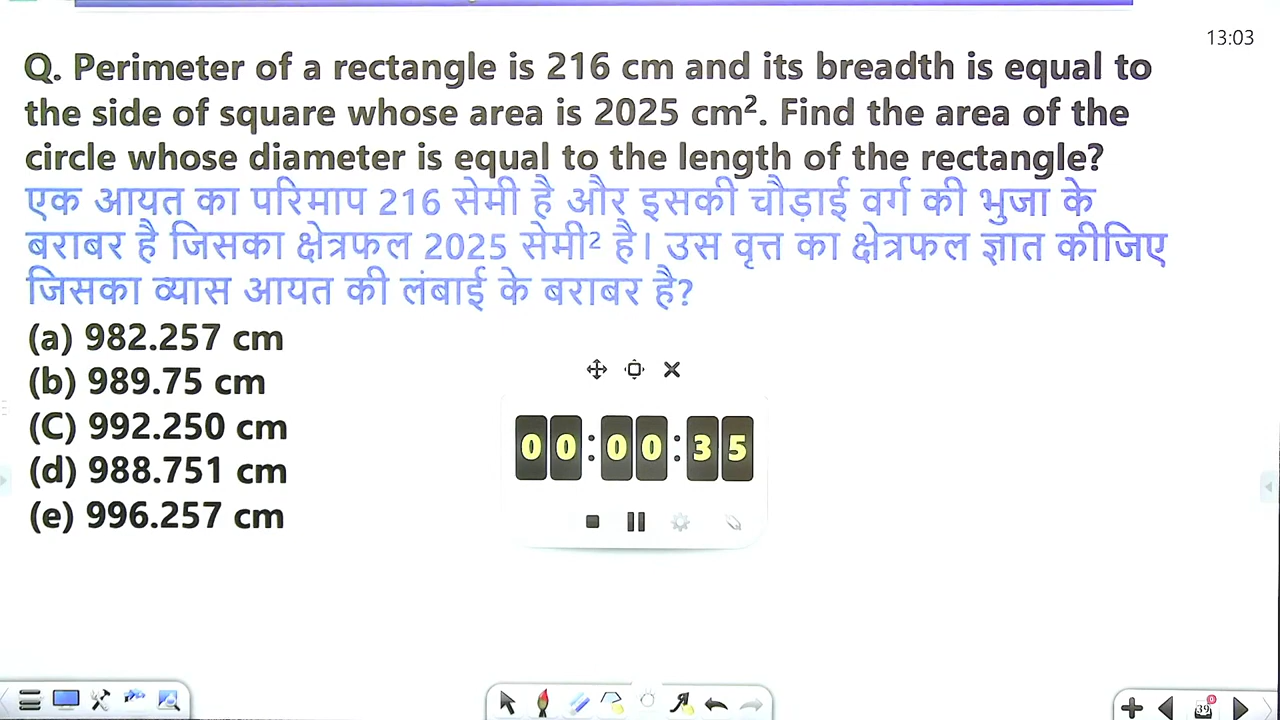 13:03
Q. Perimeter of a rectangle is 216 cm and its breadth is equal to
the side of square whose area is 2025 cm². Find the area of the
circle whose diameter is equal to the length of the rectangle?
एक आयत का परिमाप 216 सेमी है और इसकी चौड़ाई वर्ग की भुजा के
बराबर है जिसका क्षेत्रफल 2025 सेमी² है। उस वृत्त का क्षेत्रफल ज्ञात कीजिए
जिसका व्यास आयत की लंबाई के बराबर है?
(a) 982.257 cm
(b) 989.75 cm
(C) 992.250 cm
(d) 988.751 cm
(e) 996.257 cm
00:00:35